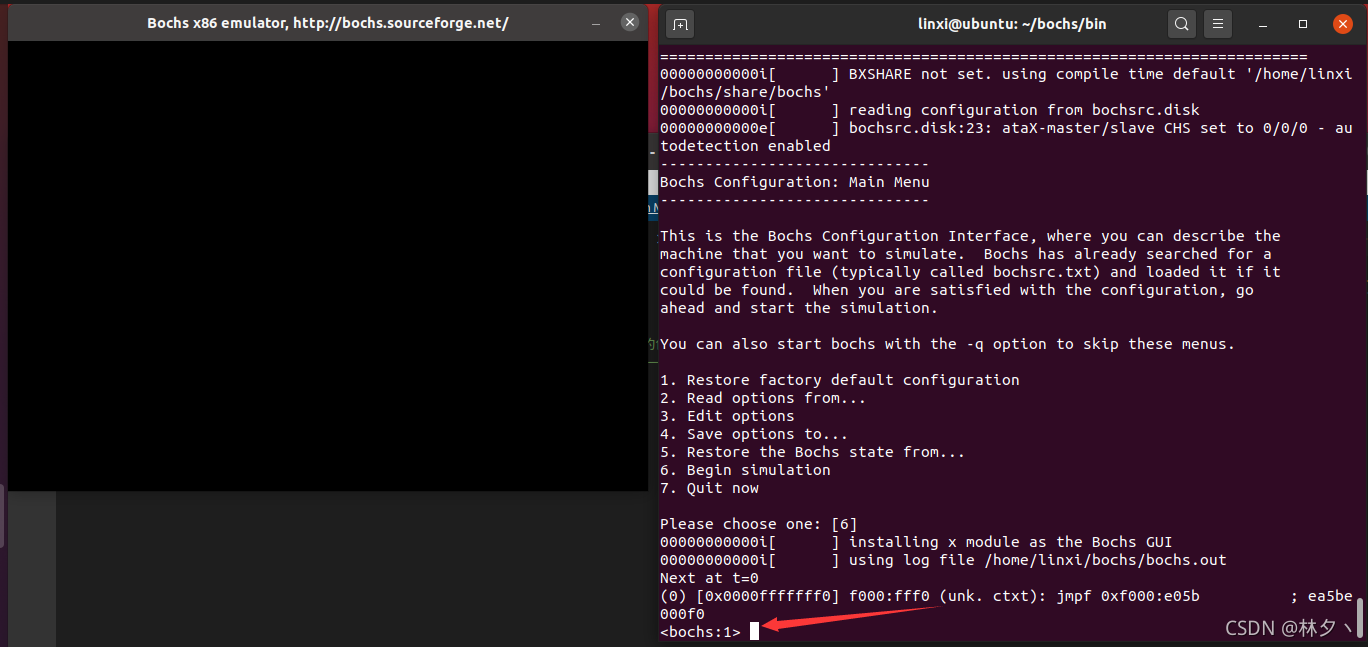 Bochs x86 emulator, http://bochs.sourceforge.net/
linxi@ubuntu: ~/bochs/bin
========================================================================
00000000000i[      ] BXSHARE not set. using compile time default '/home/linxi
/bochs/share/bochs'
00000000000i[      ] reading configuration from bochsrc.disk
00000000000e[      ] bochsrc.disk:23: ataX-master/slave CHS set to 0/0/0 - au
todetection enabled
------------------------------
Bochs Configuration: Main Menu
------------------------------
This is the Bochs Configuration Interface, where you can describe the
machine that you want to simulate.  Bochs has already searched for a
configuration file (typically called bochsrc.txt) and loaded it if it
could be found.  When you are satisfied with the configuration, go
ahead and start the simulation.
You can also start bochs with the -q option to skip these menus.
1. Restore factory default configuration
2. Read options from...
3. Edit options
4. Save options to...
5. Restore the Bochs state from...
6. Begin simulation
7. Quit now
Please choose one: [6]
00000000000i[      ] installing x module as the Bochs GUI
00000000000i[      ] using log file /home/linxi/bochs/bochs.out
Next at t=0
(0) [0x0000fffffff0] f000:fff0 (unk. ctxt): jmpf 0xf000:e05b          ; ea5be
000f0
<bochs:1>
CSDN @林夕丶